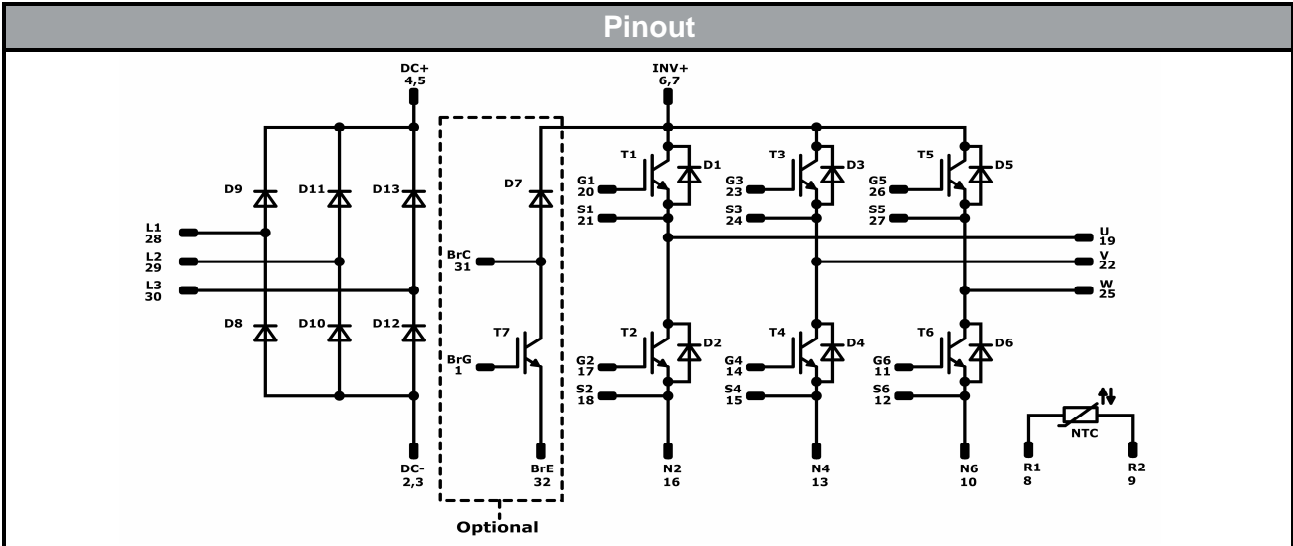 Pinout
DC+
4,5
INV+
6,7
D9
D11
D13
D7
T1
D1
T3
D3
T5
D5
G1
20
S1
21
G3
23
S3
24
G5
26
S5
27
L1
28
L2
29
L3
30
BrC
31
U
19
V
22
W
25
D8
D10
D12
T7
BrG
1
T2
D2
T4
D4
T6
D6
G2
17
S2
18
G4
14
S4
15
G6
11
S6
12
NTC
DC-
2,3
BrE
32
N2
16
N4
13
N6
10
R1
8
R2
9
Optional